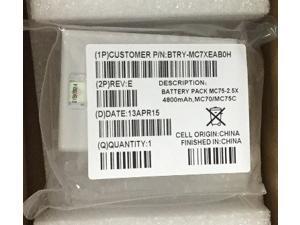 (1P)CUSTOMER P/N:BTRY-MC7XEAB0H
(2P)REV:E
DESCRIPTION:
BATTERY PACK MC75-2.5X
4800mAh,MC70/MC75C
(D)DATE:13APR15
CELL ORIGIN:CHINA
FINISHED IN:CHINA
(Q)QUANTITY:1